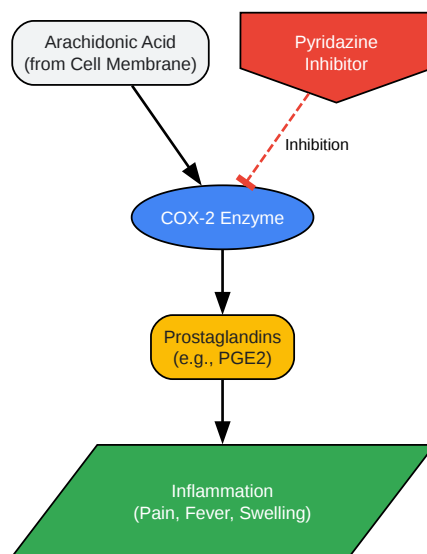 Arachidonic Acid
(from Cell Membrane)
Pyridazine
Inhibitor
Inhibition
COX-2 Enzyme
Prostaglandins
(e.g., PGE2)
Inflammation
(Pain, Fever, Swelling)